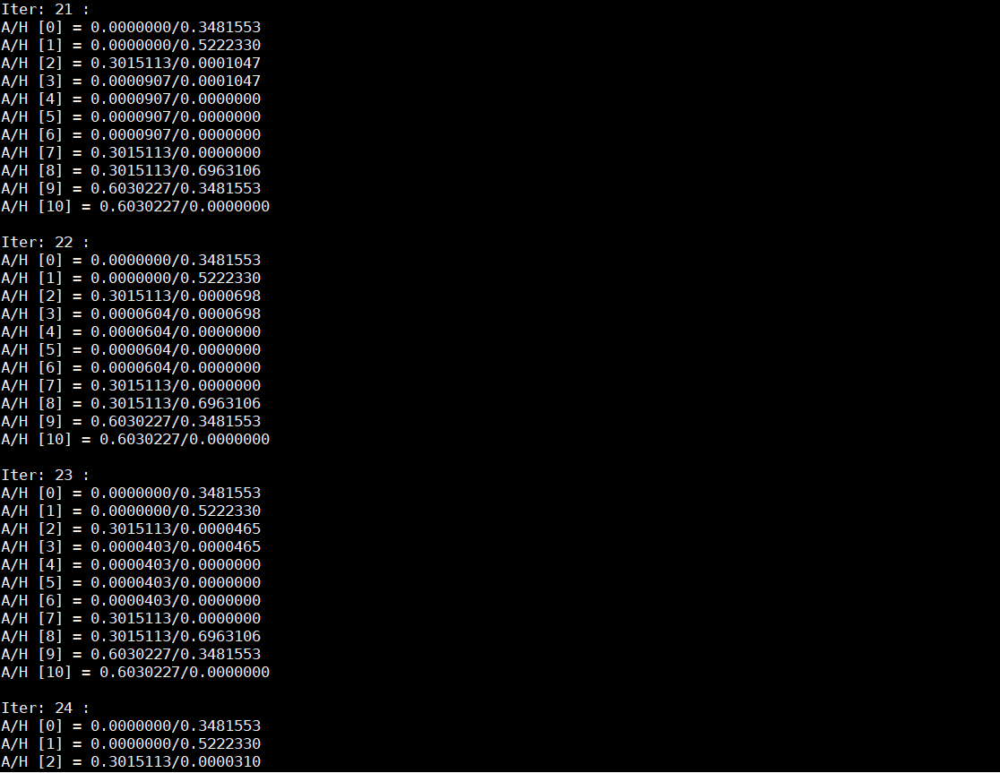 Iter: 21 :
A/H [0] = 0.0000000/0.3481553
A/H [1] = 0.0000000/0.5222330
A/H [2] = 0.3015113/0.0001047
A/H [3] = 0.0000907/0.0001047
A/H [4] = 0.0000907/0.0000000
A/H [5] = 0.0000907/0.0000000
A/H [6] = 0.0000907/0.0000000
A/H [7] = 0.3015113/0.0000000
A/H [8] = 0.3015113/0.6963106
A/H [9] = 0.6030227/0.3481553
A/H [10] = 0.6030227/0.0000000

Iter: 22 :
A/H [0] = 0.0000000/0.3481553
A/H [1] = 0.0000000/0.5222330
A/H [2] = 0.3015113/0.0000698
A/H [3] = 0.0000604/0.0000698
A/H [4] = 0.0000604/0.0000000
A/H [5] = 0.0000604/0.0000000
A/H [6] = 0.0000604/0.0000000
A/H [7] = 0.3015113/0.0000000
A/H [8] = 0.3015113/0.6963106
A/H [9] = 0.6030227/0.3481553
A/H [10] = 0.6030227/0.0000000

Iter: 23 :
A/H [0] = 0.0000000/0.3481553
A/H [1] = 0.0000000/0.5222330
A/H [2] = 0.3015113/0.0000465
A/H [3] = 0.0000403/0.0000465
A/H [4] = 0.0000403/0.0000000
A/H [5] = 0.0000403/0.0000000
A/H [6] = 0.0000403/0.0000000
A/H [7] = 0.3015113/0.0000000
A/H [8] = 0.3015113/0.6963106
A/H [9] = 0.6030227/0.3481553
A/H [10] = 0.6030227/0.0000000

Iter: 24 :
A/H [0] = 0.0000000/0.3481553
A/H [1] = 0.0000000/0.5222330
A/H [2] = 0.3015113/0.0000310